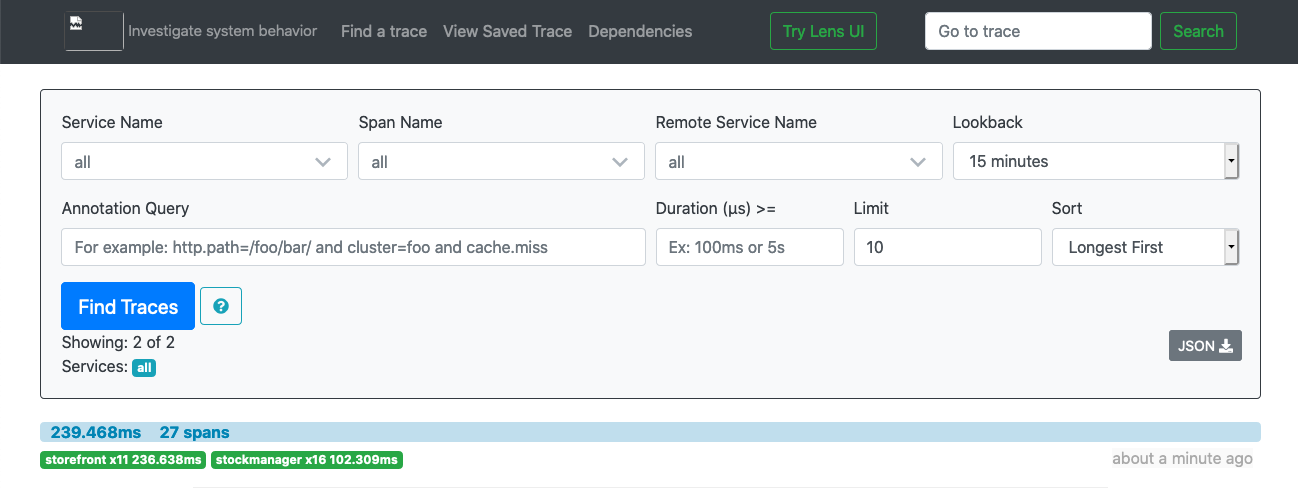 Investigate system behavior Find a trace View Saved Trace Dependencies Try Lens UI Go to trace Search
Service Name Span Name Remote Service Name Lookback
all all all 15 minutes
Annotation Query Duration (μs) >= Limit Sort
For example: http.path=/foo/bar/ and cluster=foo and cache.miss Ex: 100ms or 5s 10 Longest First
Find Traces ?
Showing: 2 of 2
JSON
Services: all
239.468ms 27 spans
storefront x11 236.638ms stockmanager x16 102.309ms about a minute ago